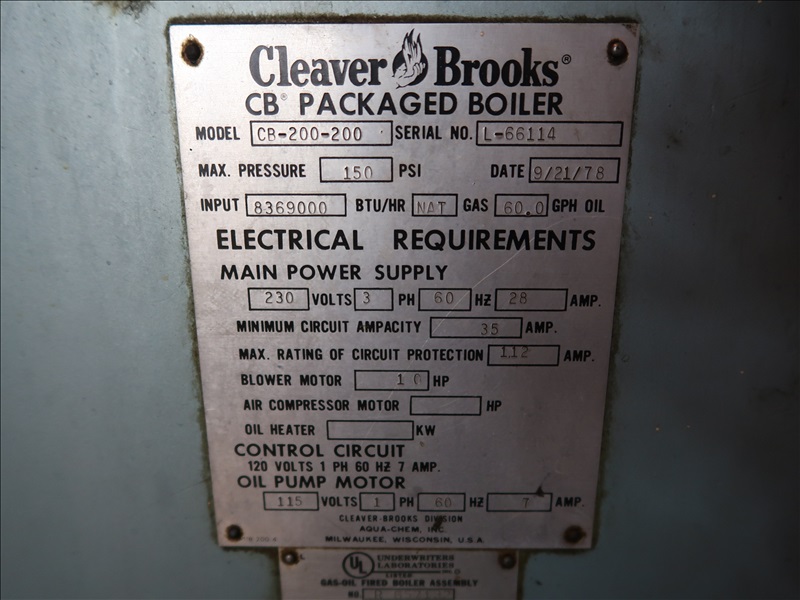 Cleaver Brooks®
CB® PACKAGED BOILER
MODEL CB-200-200 SERIAL NO. L-66114
MAX. PRESSURE 150 PSI DATE 9/21/78
INPUT 8369000 BTU/HR NAT GAS 60.0 GPH OIL
ELECTRICAL REQUIREMENTS
MAIN POWER SUPPLY
230 VOLTS 3 PH 60 HZ 28 AMP.
MINIMUM CIRCUIT AMPACITY 35 AMP.
MAX. RATING OF CIRCUIT PROTECTION 112 AMP.
BLOWER MOTOR 10 HP
AIR COMPRESSOR MOTOR HP
OIL HEATER KW
CONTROL CIRCUIT
120 VOLTS 1 PH 60 HZ 7 AMP.
OIL PUMP MOTOR
115 VOLTS 1 PH 60 HZ 7 AMP.
CLEAVER-BROOKS DIVISION
AQUA-CHEM, INC.
MILWAUKEE, WISCONSIN, U.S.A.
UL UNDERWRITERS
LABORATORIES
LISTED
GAS-OIL FIRED BOILER ASSEMBLY
NO.